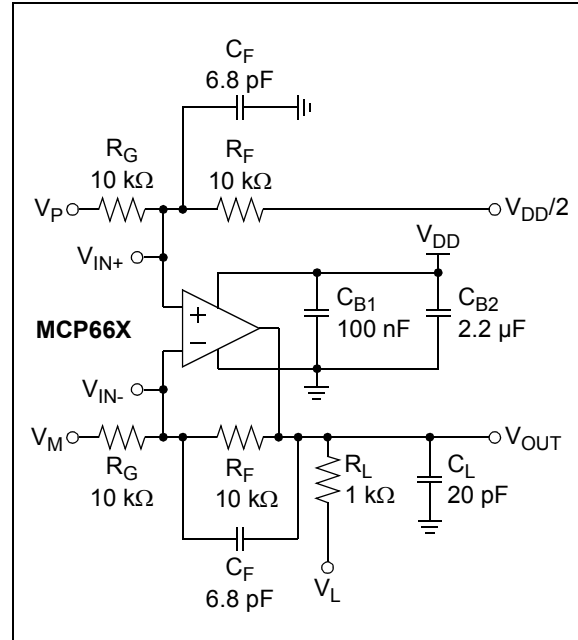 C_F
6.8 pF
R_G
10 kΩ
R_F
10 kΩ
V_P
V_DD/2
V_IN+
V_DD
MCP66X
+
−
C_B1
100 nF
C_B2
2.2 µF
V_IN-
V_M
V_OUT
R_G
10 kΩ
R_F
10 kΩ
R_L
1 kΩ
C_L
20 pF
C_F
6.8 pF
V_L